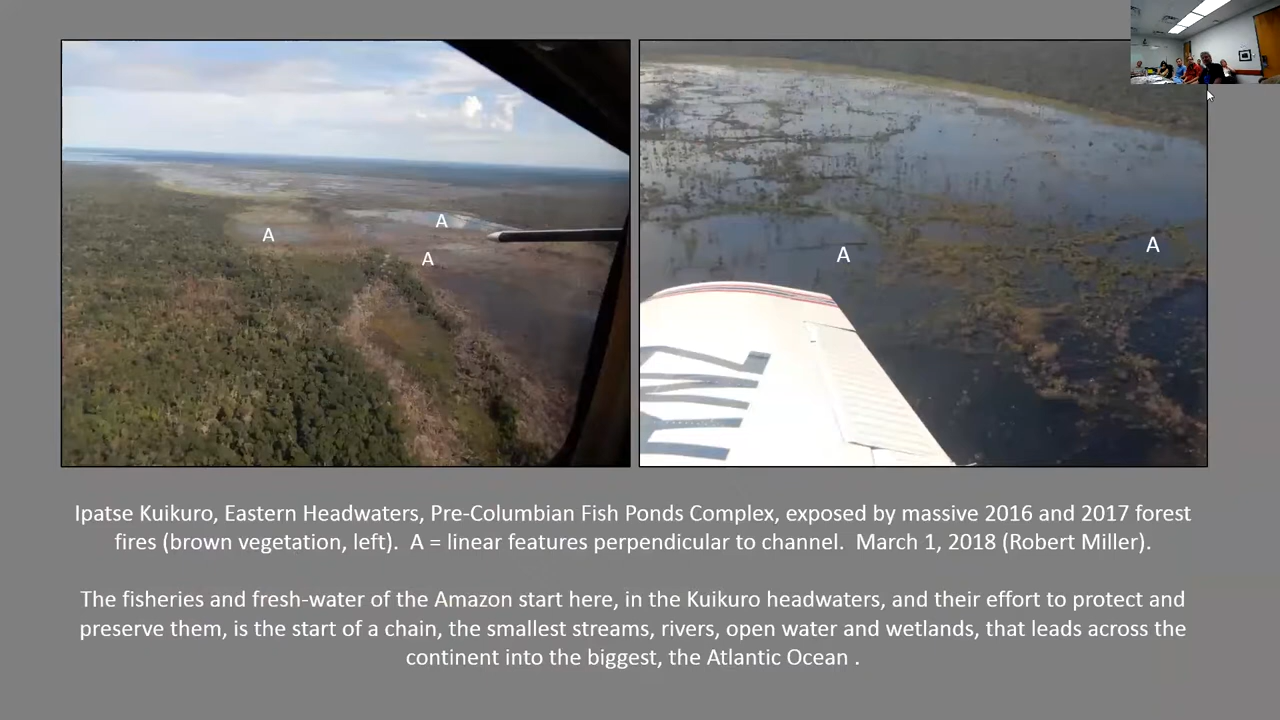 A
A
A
A
A
Ipatse Kuikuro, Eastern Headwaters, Pre-Columbian Fish Ponds Complex, exposed by massive 2016 and 2017 forest
fires (brown vegetation, left).  A = linear features perpendicular to channel.  March 1, 2018 (Robert Miller).
The fisheries and fresh-water of the Amazon start here, in the Kuikuro headwaters, and their effort to protect and
preserve them, is the start of a chain, the smallest streams, rivers, open water and wetlands, that leads across the
continent into the biggest, the Atlantic Ocean .